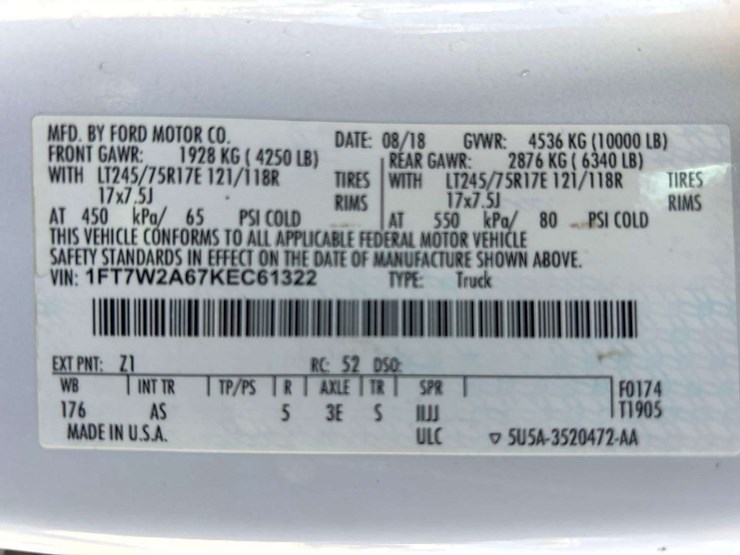 MFD. BY FORD MOTOR CO. DATE: 08/18 GVWR: 4536 KG (10000 LB)
FRONT GAWR: 1928 KG ( 4250 LB) REAR GAWR: 2876 KG ( 6340 LB)
WITH LT245/75R17E 121/118R TIRES WITH LT245/75R17E 121/118R TIRES
17x7.5J RIMS 17x7.5J RIMS
AT 450 kPa/ 65 PSI COLD AT 550 kPa/ 80 PSI COLD
THIS VEHICLE CONFORMS TO ALL APPLICABLE FEDERAL MOTOR VEHICLE
SAFETY STANDARDS IN EFFECT ON THE DATE OF MANUFACTURE SHOWN ABOVE.
VIN: 1FT7W2A67KEC61322 TYPE: Truck
EXT PNT: Z1 RC: 52 DSO:
WB INT TR TP/PS R AXLE TR SPR F0174
176 AS 5 3E S IIJJ T1905
MADE IN U.S.A. ULC ▽ 5U5A-3520472-AA